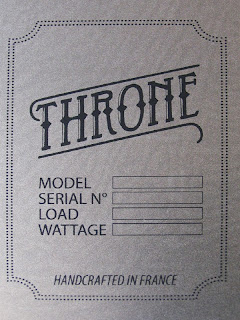 THRONE
MODEL
SERIAL N°
LOAD
WATTAGE
HANDCRAFTED IN FRANCE